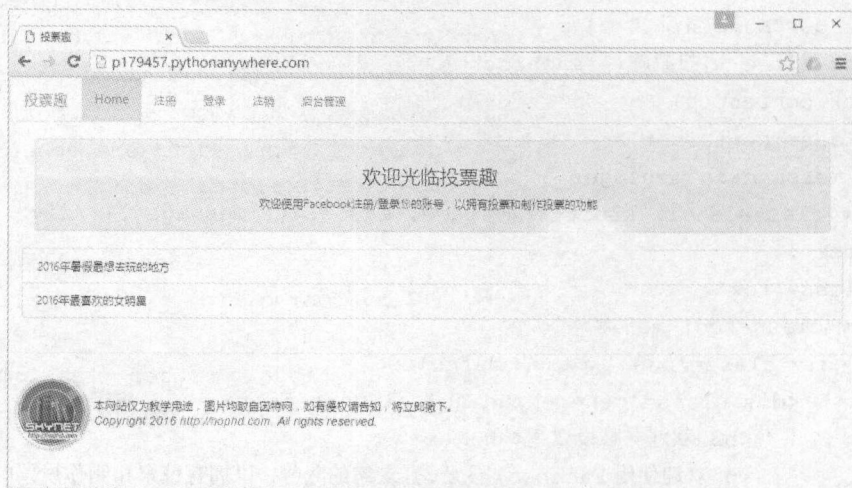 投票趣
p179457.pythonanywhere.com
投票趣 Home 注册 登录 注销 后台管理
欢迎光临投票趣
欢迎使用Facebook注册/登录您的账号，以拥有投票和制作投票的功能
2016年暑假最想去玩的地方
2016年最喜欢的女明星
SKYNET
http://nophd.com
本网站仅为教学用途，图片均取自因特网，如有侵权请告知，将立即撤下。
Copyright 2016 http://nophd.com. All rights reserved.